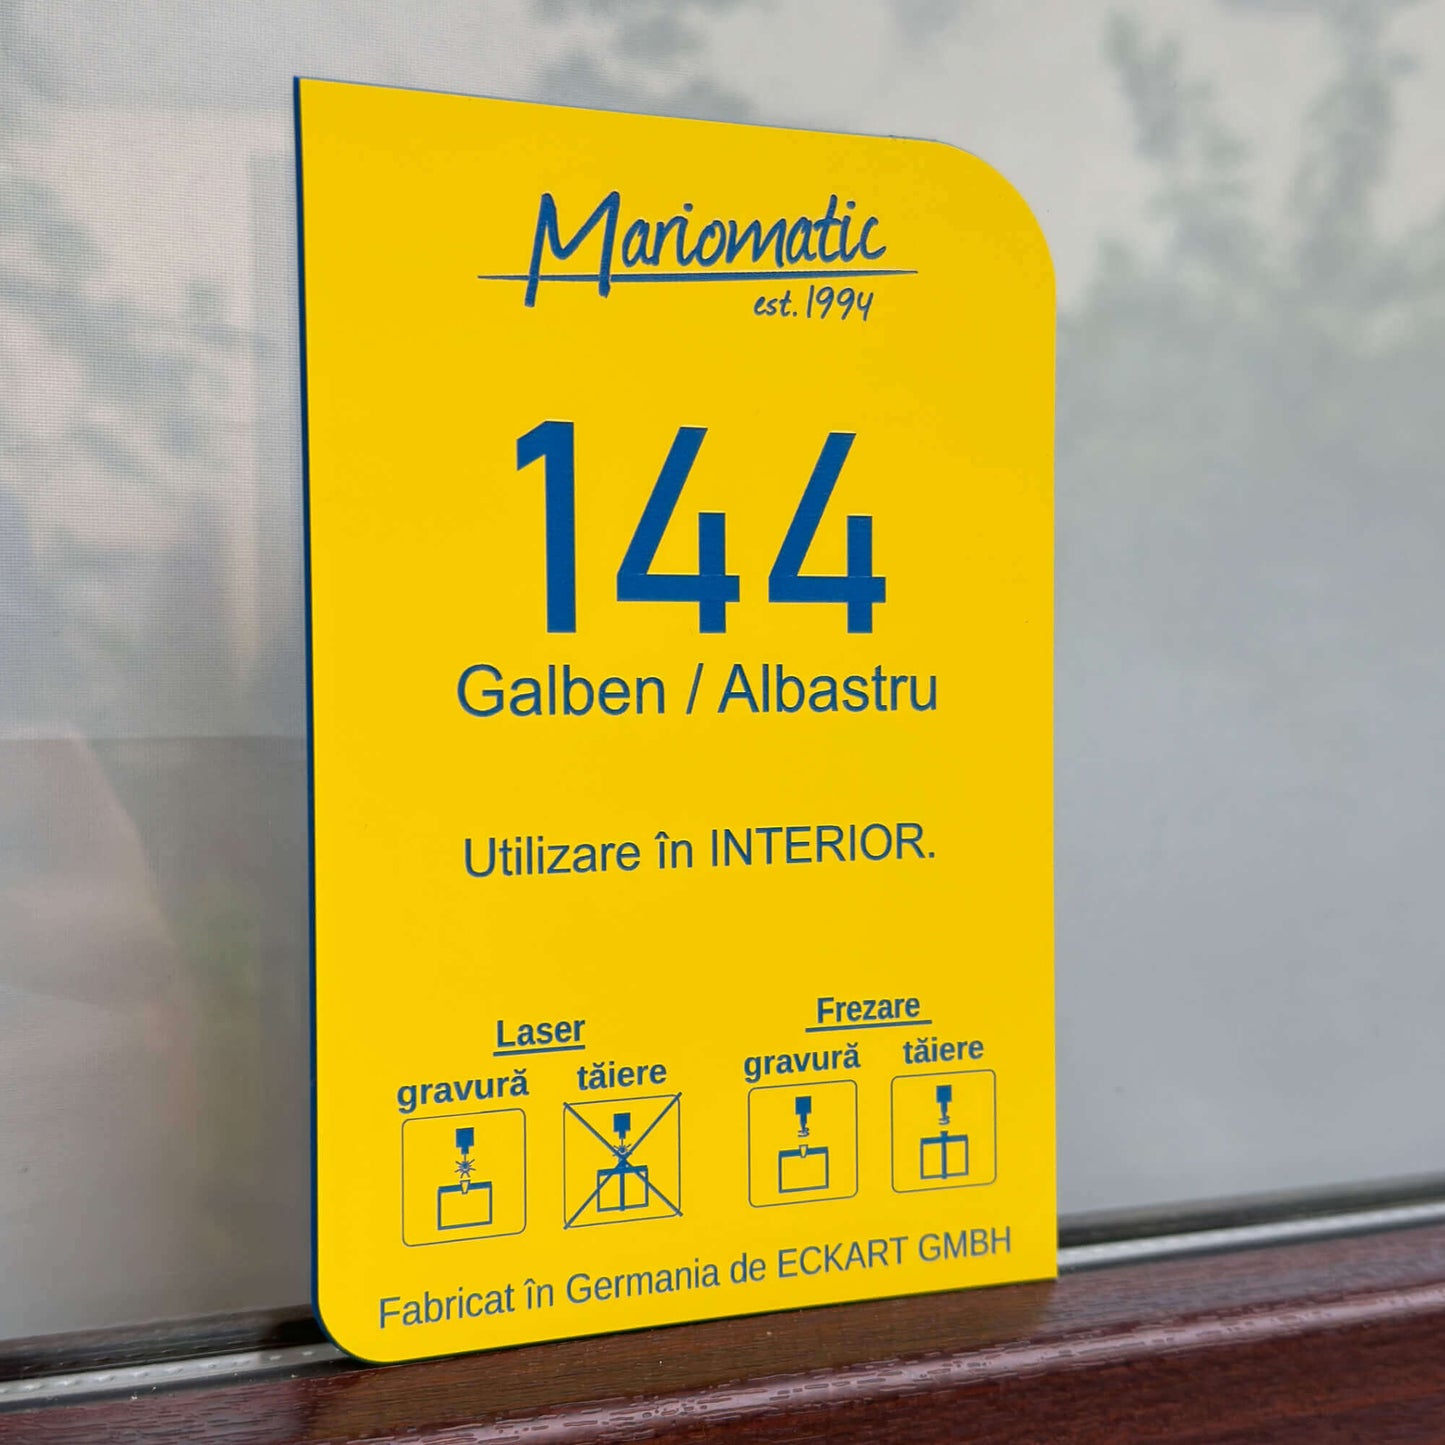 Mariomatic
est. 1994
144
Galben / Albastru
Utilizare în INTERIOR.
Laser
gravură tăiere
Frezare
gravură tăiere
Fabricat în Germania de ECKART GMBH